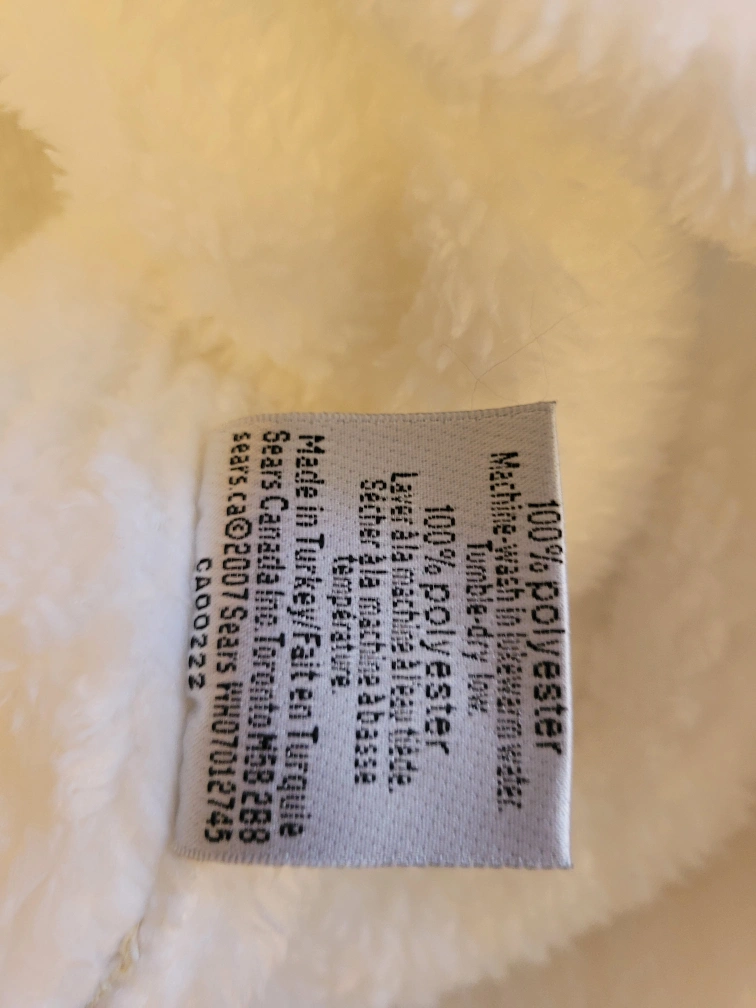 100% polyester
Machine-wash in lukewarm water.
Tumble-dry low.
100% polyester
Laver à la machine à l'eau tiède.
Sécher à la machine à basse
température.
Made in Turkey/Fait en Turquie
Sears Canada Inc. Toronto M5B 2B8
sears.ca©2007 Sears MH07012745
CA00222